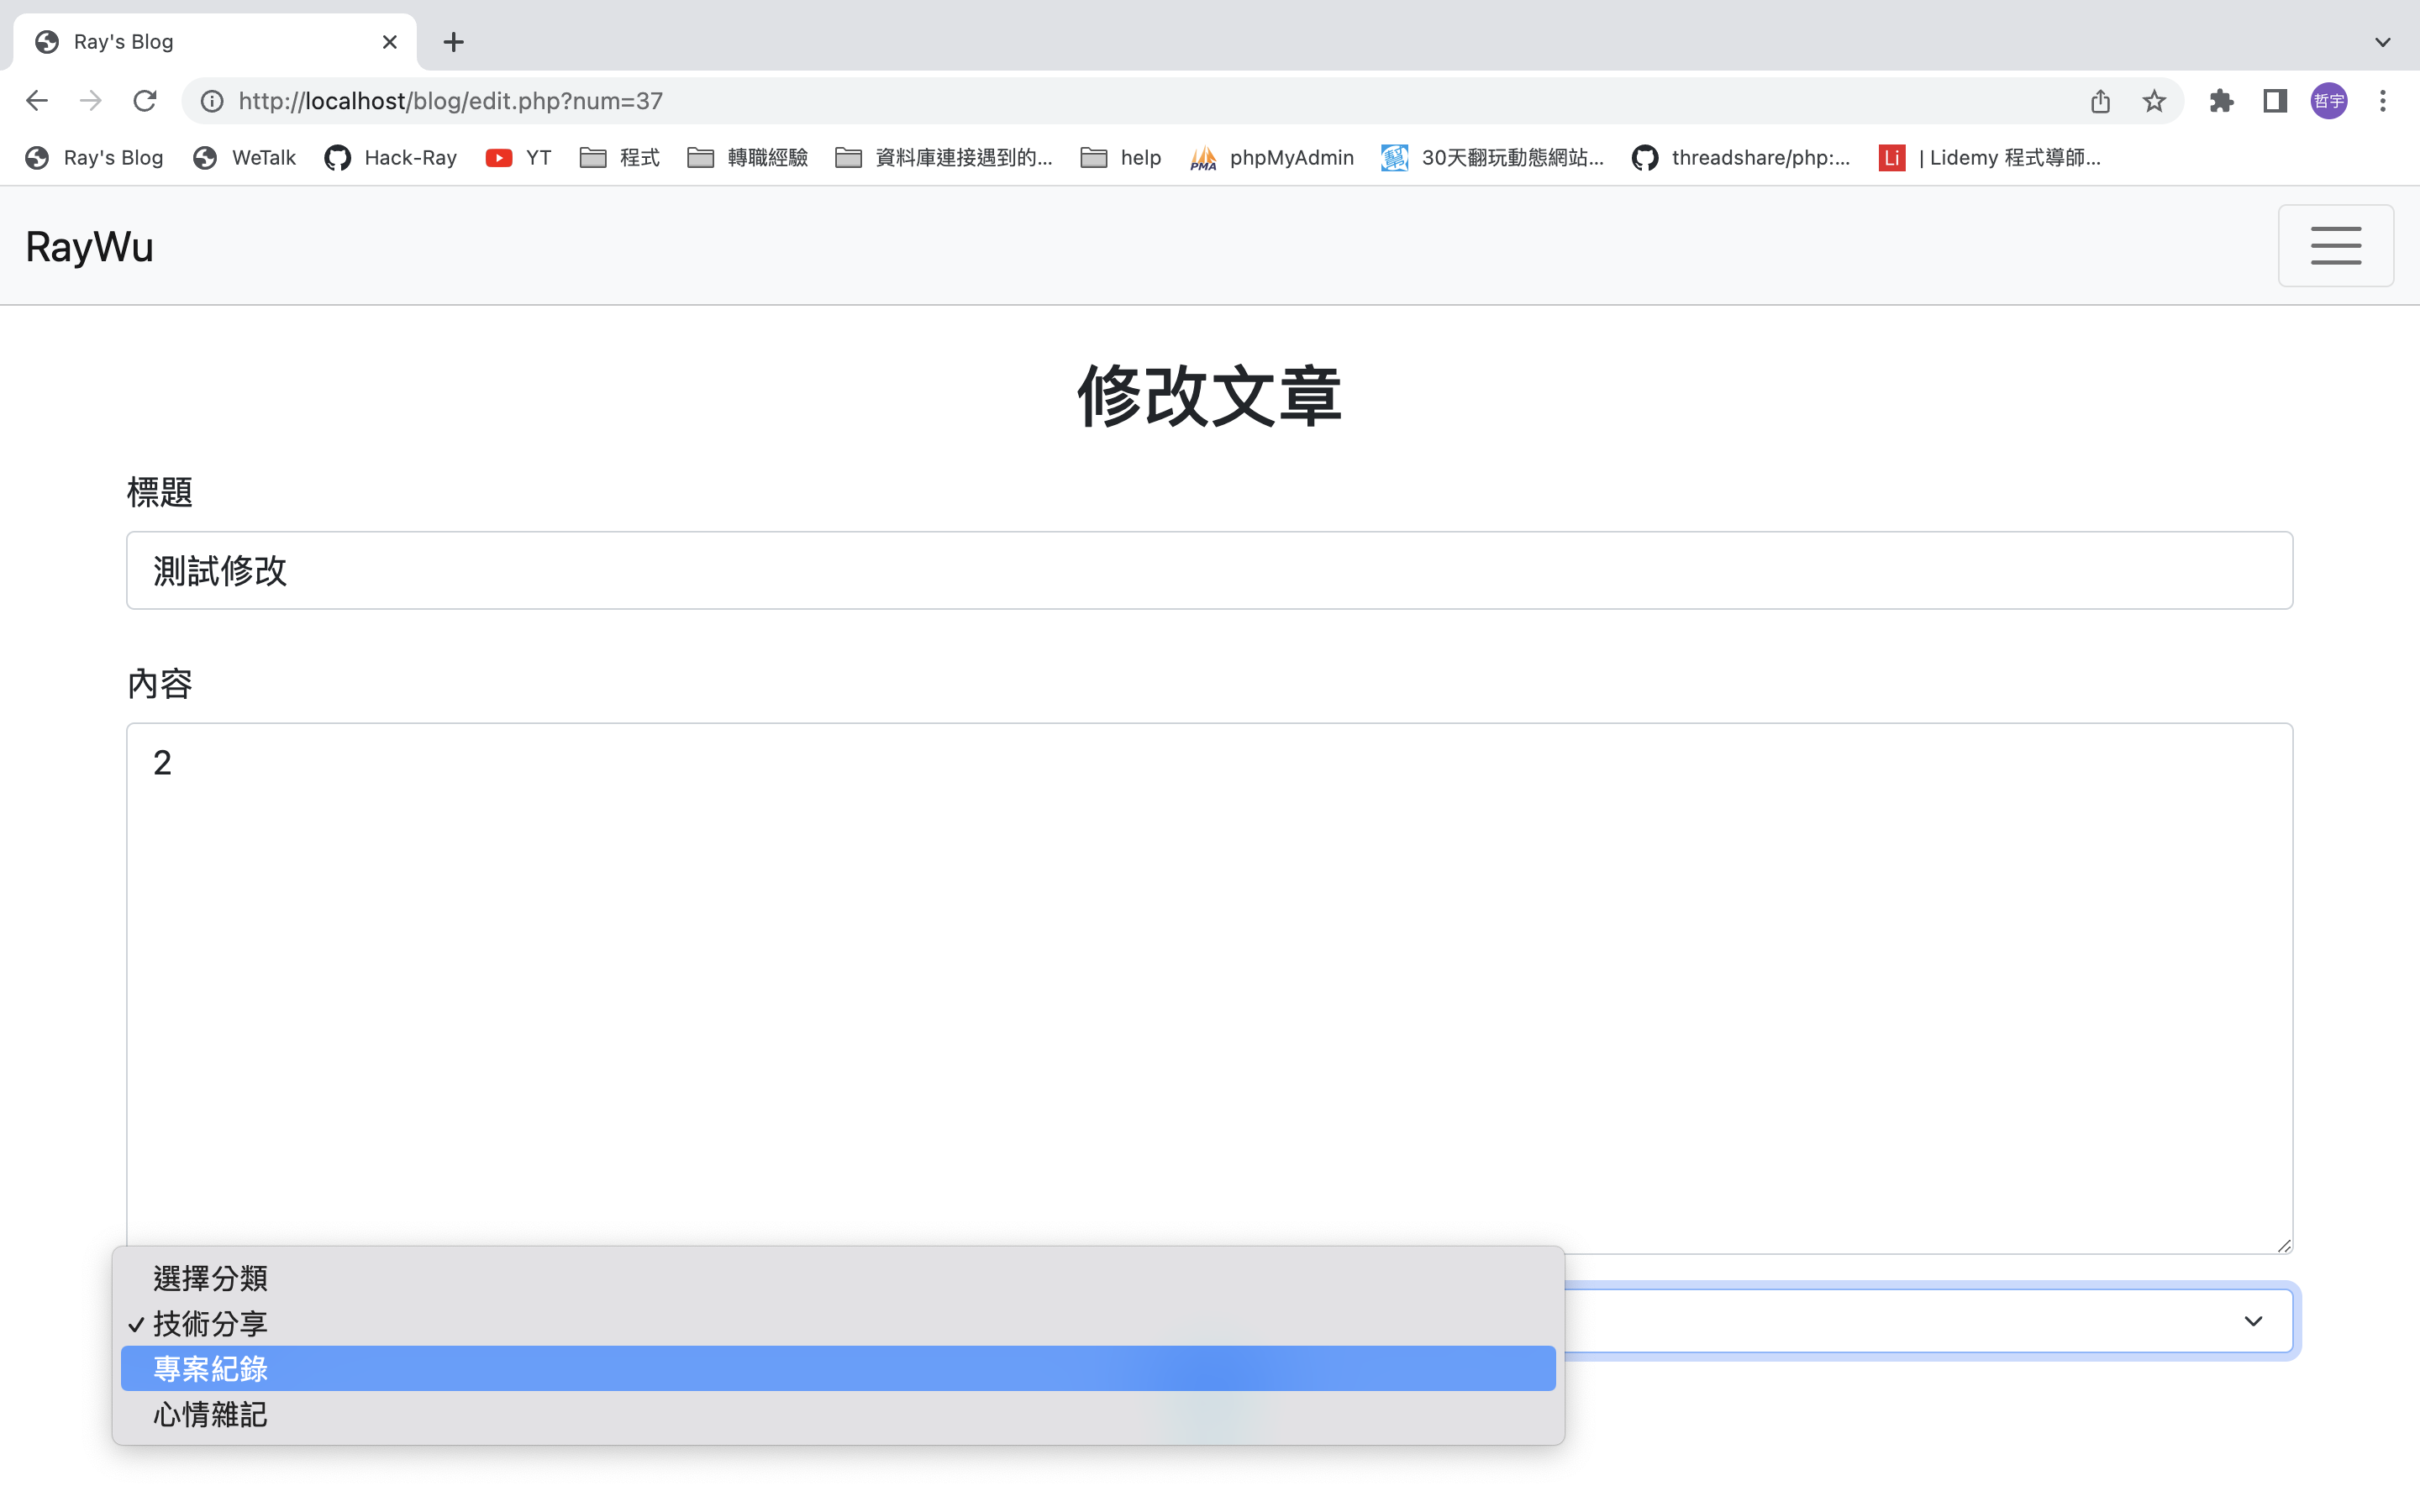 Ray's Blog
http://localhost/blog/edit.php?num=37
哲宇
Ray's Blog WeTalk Hack-Ray YT 程式 轉職經驗 資料庫連接遇到的... help phpMyAdmin 30天翻玩動態網站... threadshare/php:... Li | Lidemy 程式導師...
RayWu
修改文章
標題
測試修改
內容
2
選擇分類
技術分享
專案紀錄
心情雜記